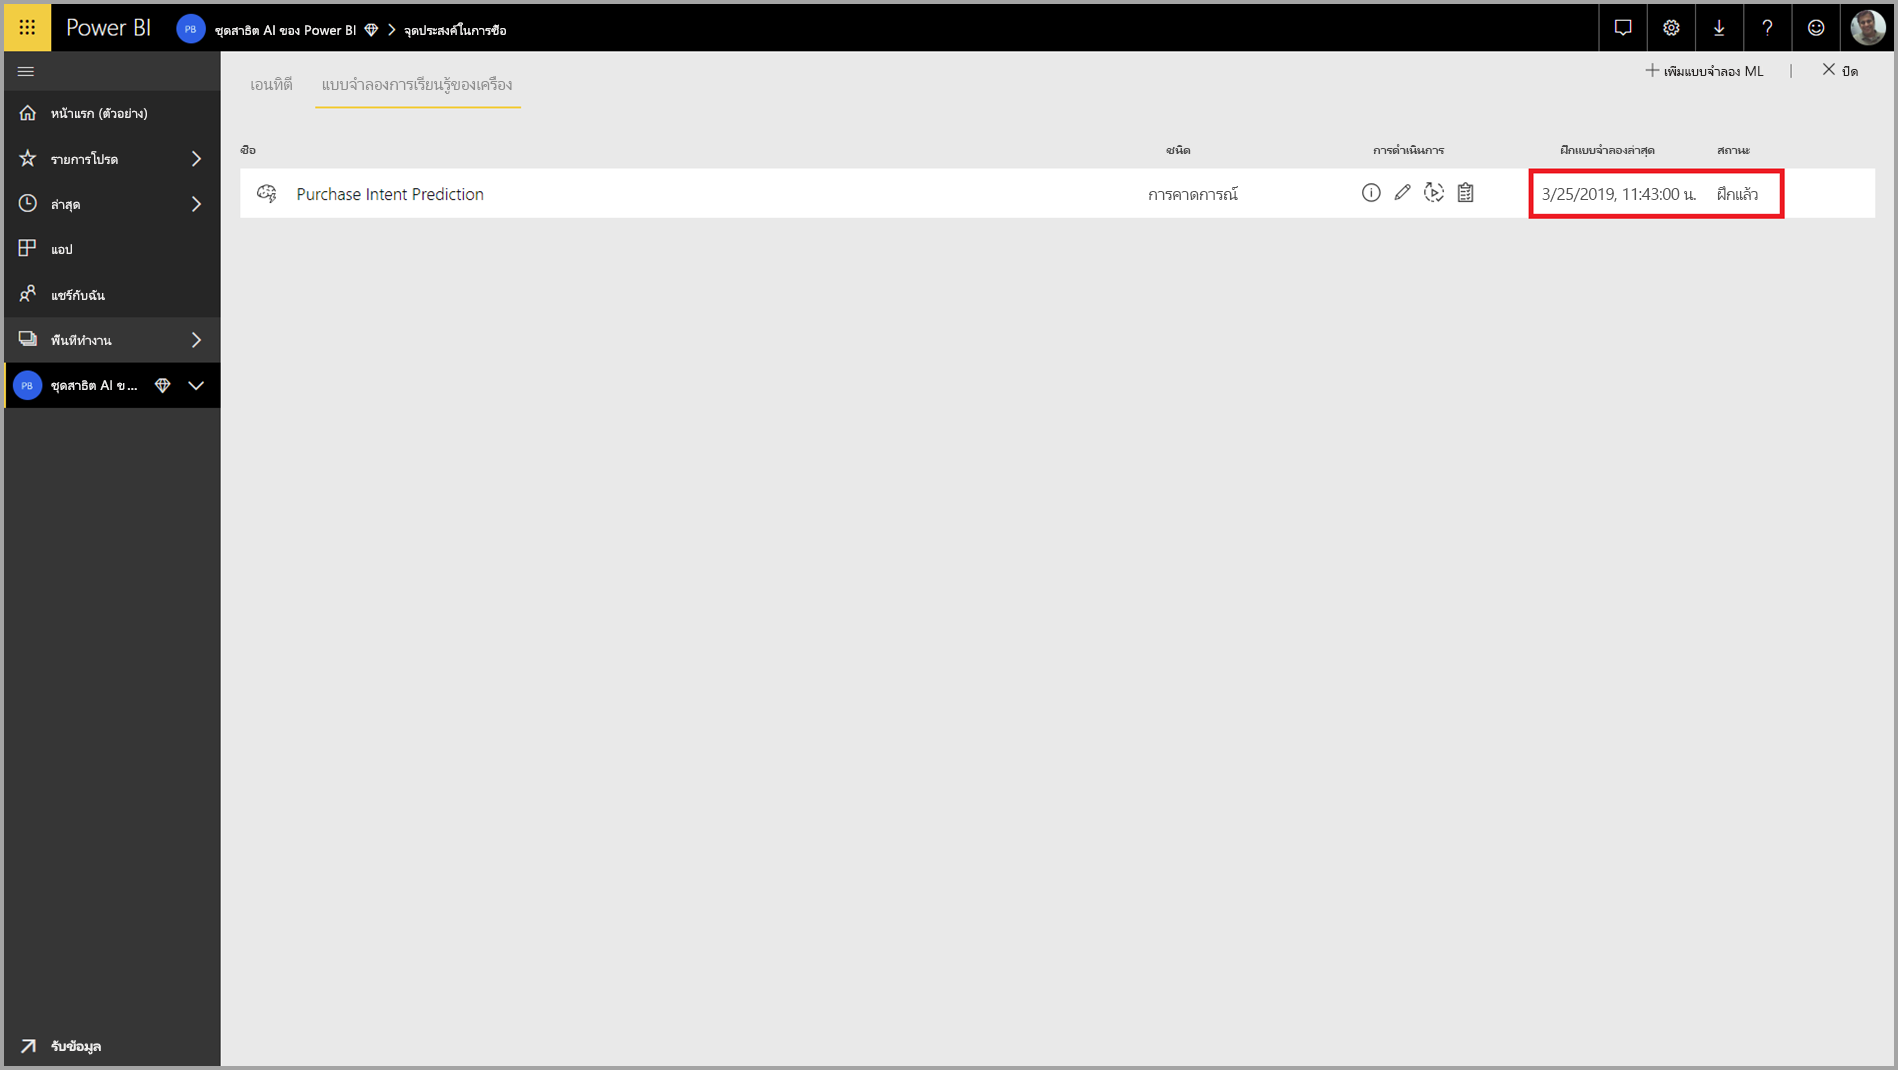 Power BI PB ชุดสาธิต AI ของ Power BI > จุดประสงค์ในการซื้อ ?
หน้าแรก (ตัวอย่าง)
รายการโปรด
ล่าสุด
แอป
แชร์กับฉัน
พื้นที่ทำงาน
PB ชุดสาธิต AI ข...
รับข้อมูล
เอนทิตี แบบจำลองการเรียนรู้ของเครื่อง + เพิ่มแบบจำลอง ML | ปิด
ชื่อ ชนิด การดำเนินการ ฝึกแบบจำลองล่าสุด สถานะ
Purchase Intent Prediction การคาดการณ์ 3/25/2019, 11:43:00 น. ฝึกแล้ว